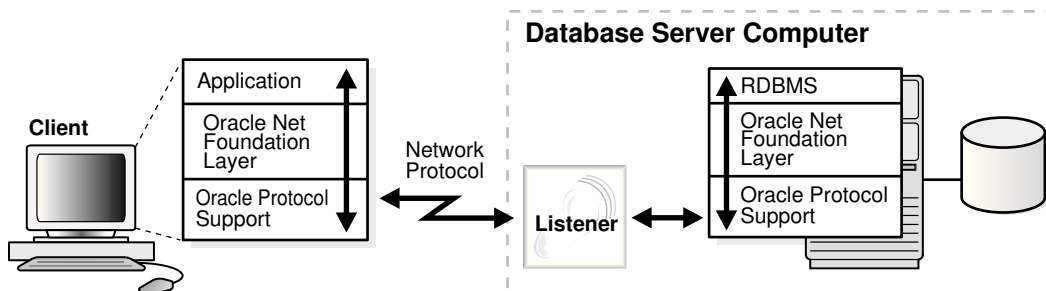 Database Server Computer
Client
Application
Oracle Net
Foundation
Layer
Oracle Protocol
Support
Network
Protocol
Listener
RDBMS
Oracle Net
Foundation
Layer
Oracle Protocol
Support